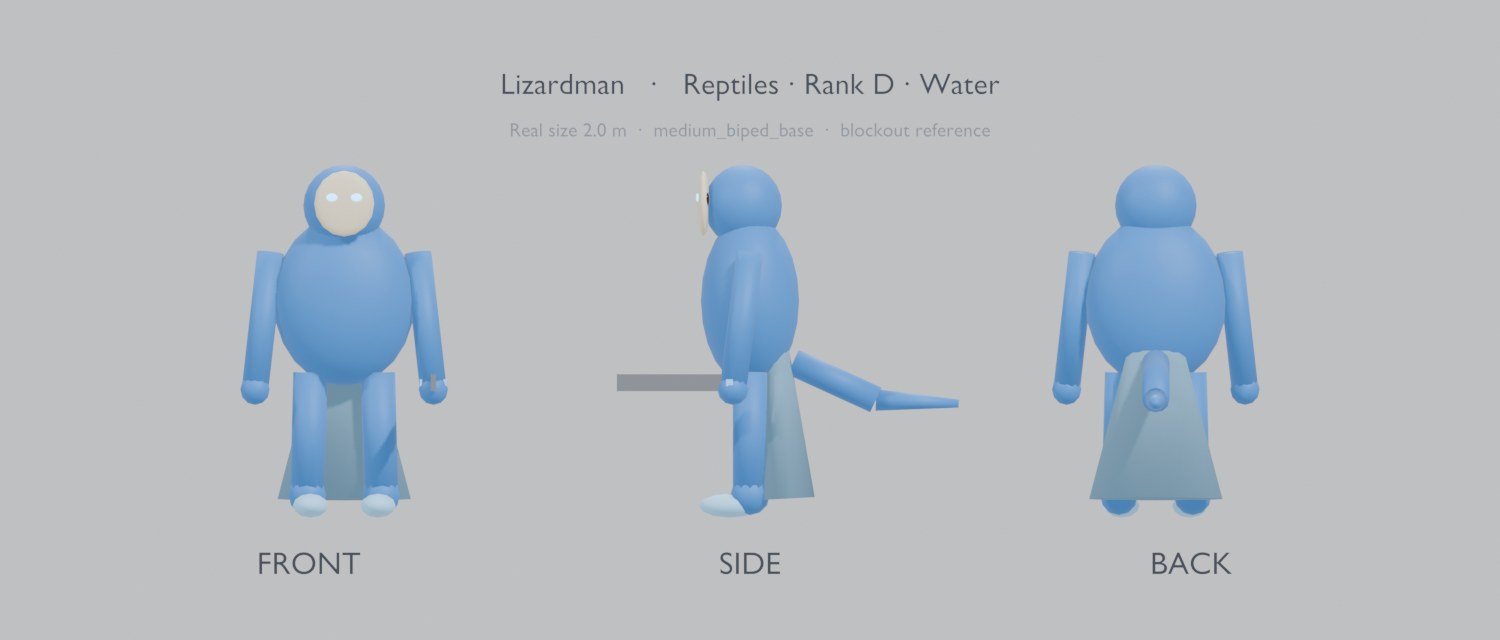 Lizardman · Reptiles · Rank D · Water
Real size 2.0 m · medium_biped_base · blockout reference
FRONT SIDE BACK